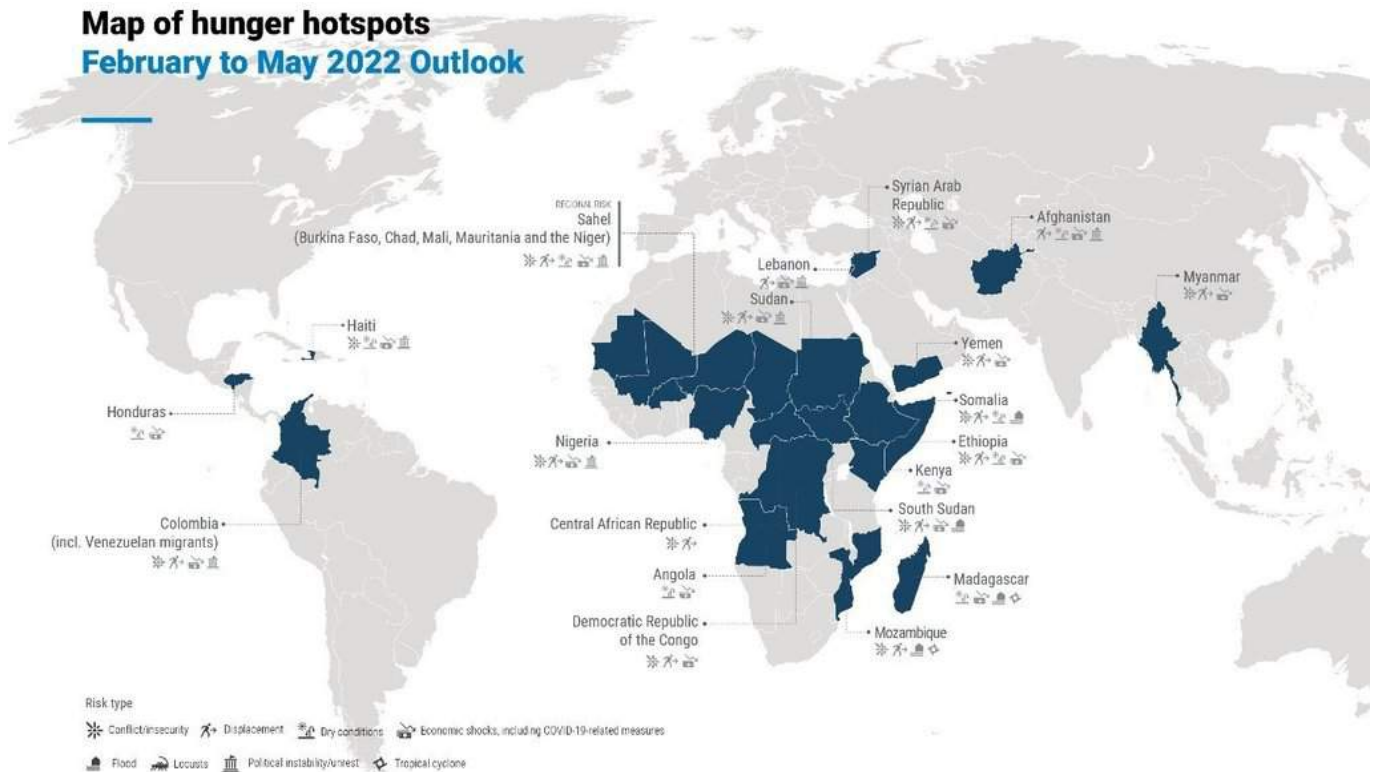 Map of hunger hotspots
February to May 2022 Outlook
REGIONAL RISK
Sahel
(Burkina Faso, Chad, Mali, Mauritania and the Niger)
Syrian Arab
Republic
Afghanistan
Lebanon
Myanmar
Sudan
Haiti
Yemen
Somalia
Honduras
Nigeria
Ethiopia
Kenya
South Sudan
Colombia
(incl. Venezuelan migrants)
Central African Republic
Angola
Madagascar
Democratic Republic
of the Congo
Mozambique
Risk type
Conflict/insecurity Displacement Dry conditions Economic shocks, including COVID-19-related measures
Flood Locusts Political instability/unrest Tropical cyclone